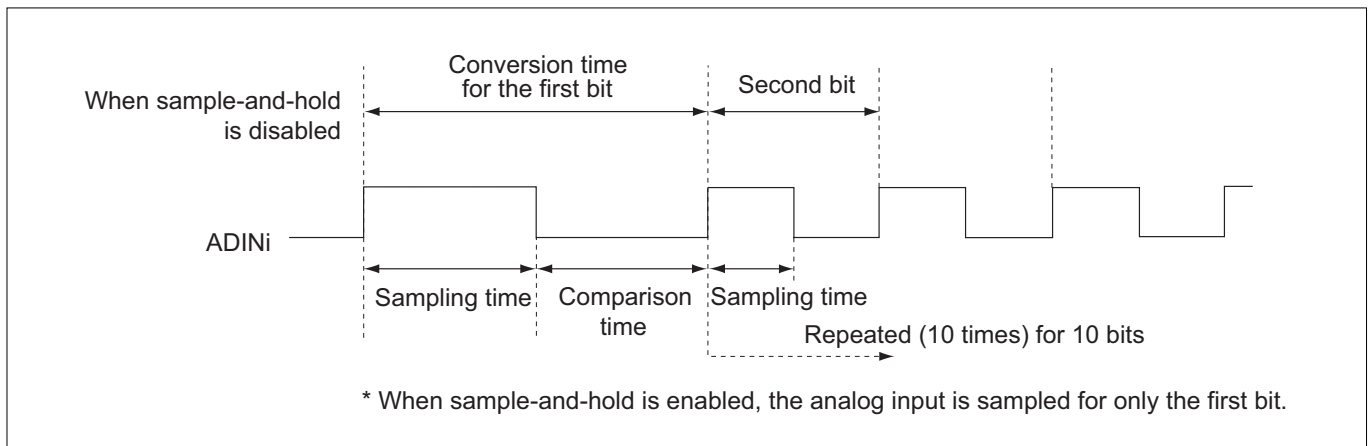 Conversion time
for the first bit
Second bit
When sample-and-hold
is disabled
ADINi
Sampling time
Comparison
time
Sampling time
Repeated (10 times) for 10 bits
* When sample-and-hold is enabled, the analog input is sampled for only the first bit.